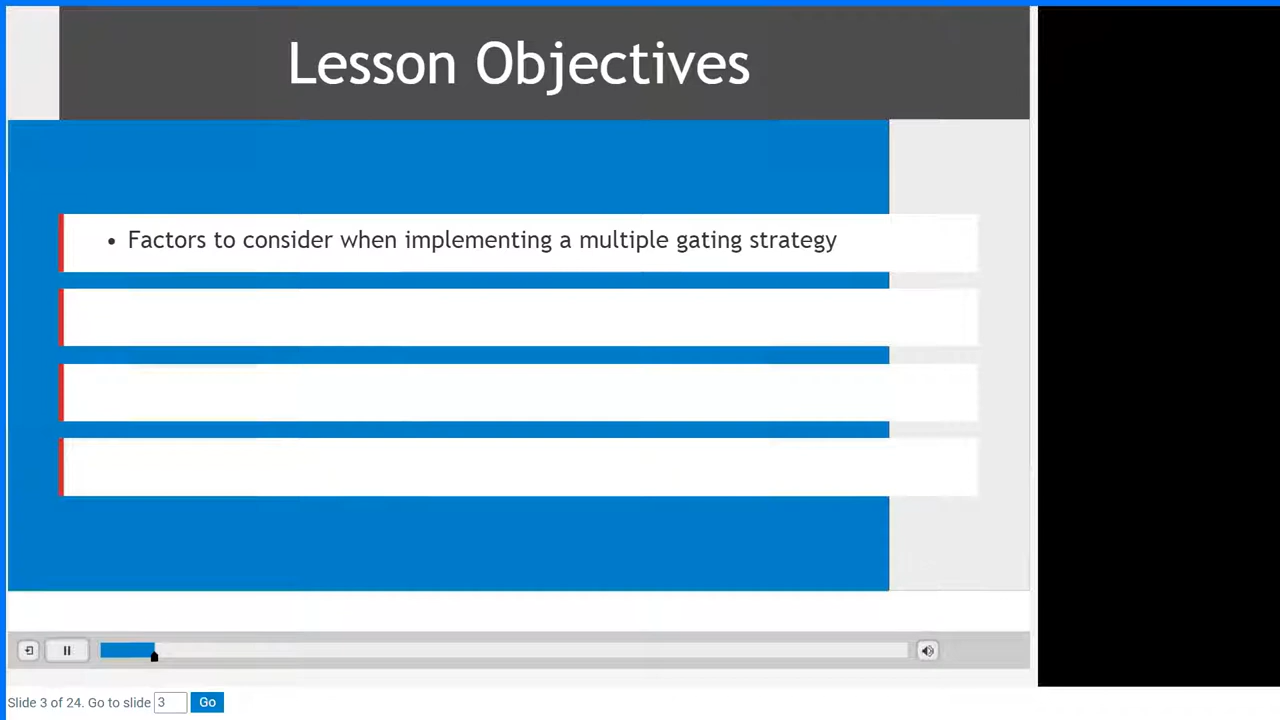 Lesson Objectives
• Factors to consider when implementing a multiple gating strategy
Slide 3 of 24. Go to slide 3 Go